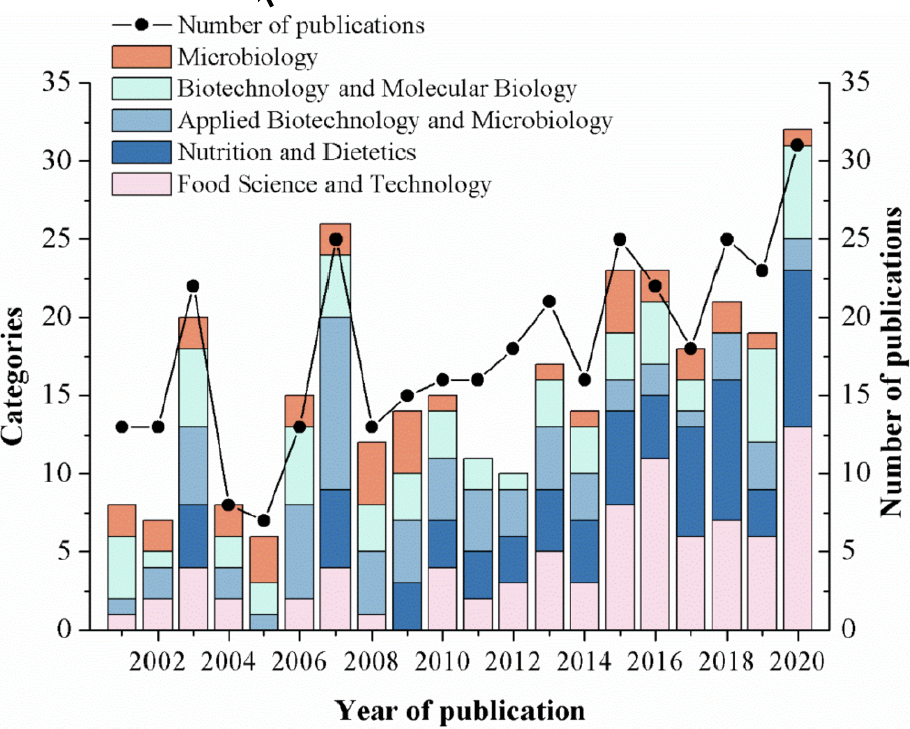 Number of publications
Microbiology
Biotechnology and Molecular Biology
Applied Biotechnology and Microbiology
Nutrition and Dietetics
Food Science and Technology
35 35
30 30
25 25
20 20
15 15
10 10
5 5
0 0
Categories
Number of publications
2002 2004 2006 2008 2010 2012 2014 2016 2018 2020
Year of publication